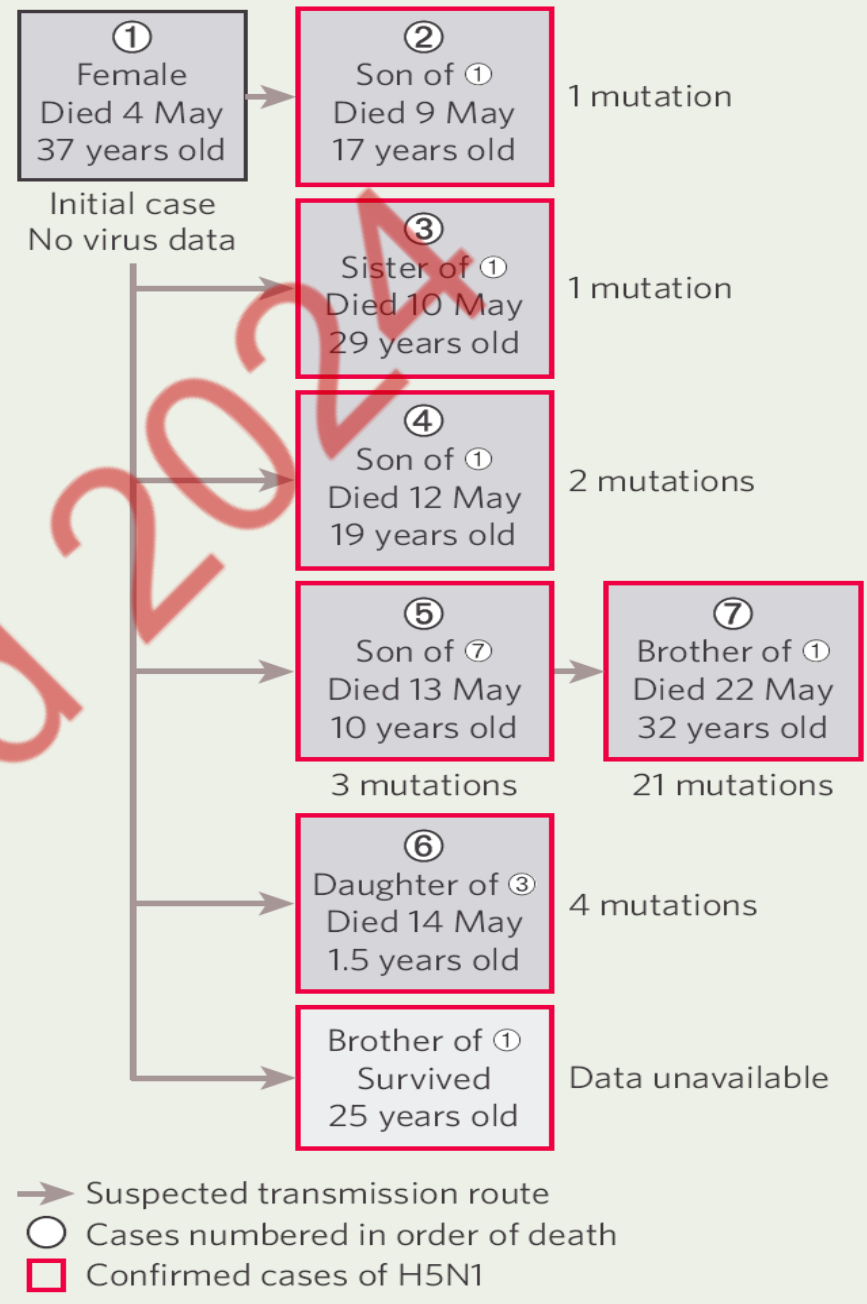 ①
Female
Died 4 May
37 years old
Initial case
No virus data
②
Son of ①
Died 9 May
17 years old
1 mutation
③
Sister of ①
Died 10 May
29 years old
1 mutation
④
Son of ①
Died 12 May
19 years old
2 mutations
⑤
Son of ⑦
Died 13 May
10 years old
3 mutations
⑦
Brother of ①
Died 22 May
32 years old
21 mutations
⑥
Daughter of ③
Died 14 May
1.5 years old
4 mutations
Brother of ①
Survived
25 years old
Data unavailable
Suspected transmission route
Cases numbered in order of death
Confirmed cases of H5N1
2024